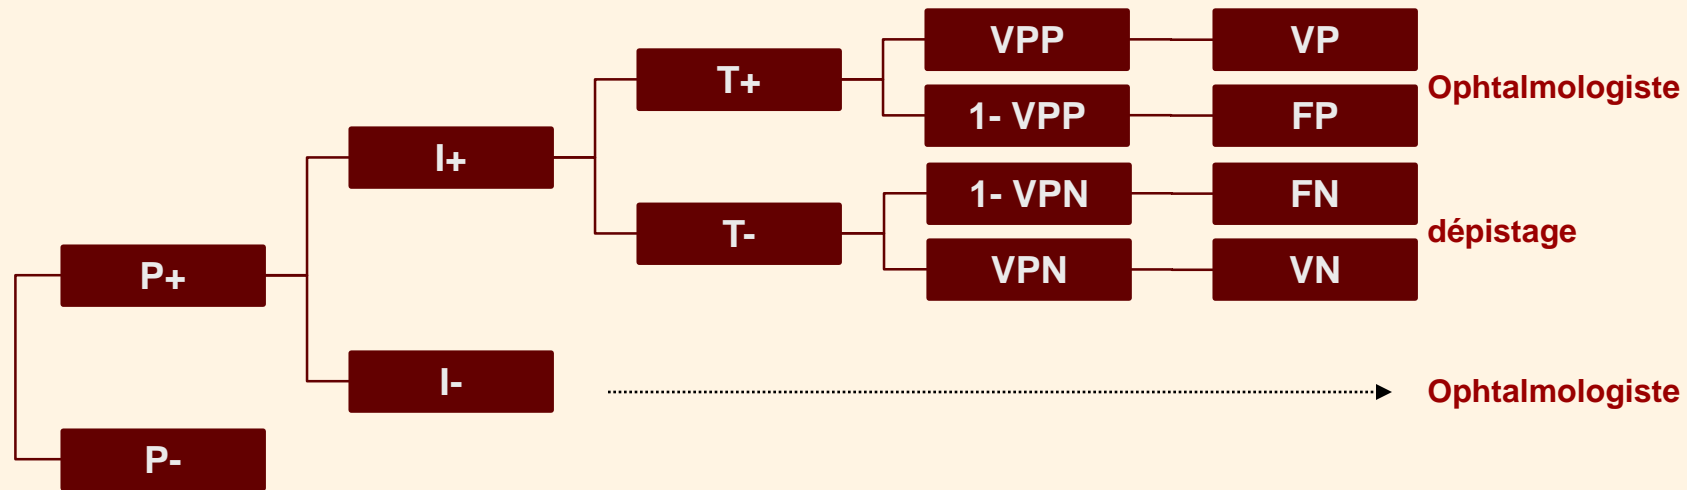 VPP
VP
T+
Ophtalmologiste
1- VPP
FP
I+
1- VPN
FN
T-
dépistage
P+
VPN
VN
I-
Ophtalmologiste
P-